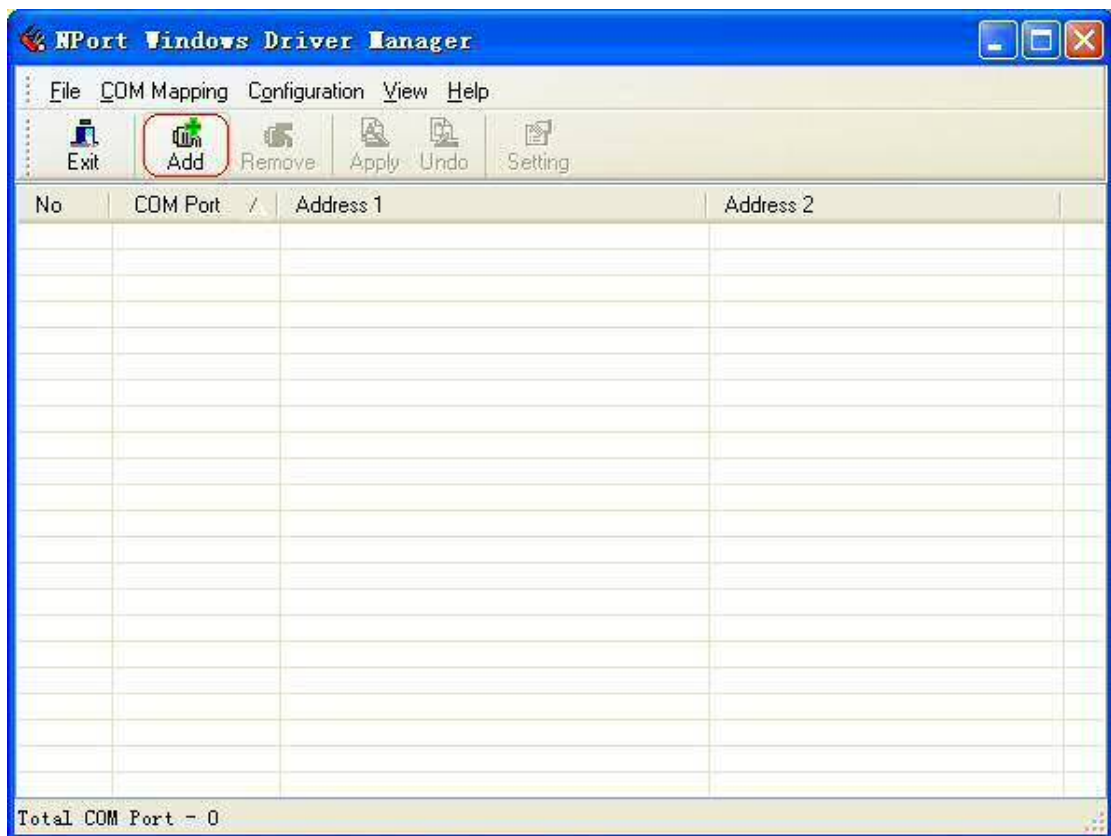 NPort Windows Driver Manager
File COM Mapping Configuration View Help
Exit Add Remove Apply Undo Setting
No COM Port / Address 1 Address 2
Total COM Port - 0